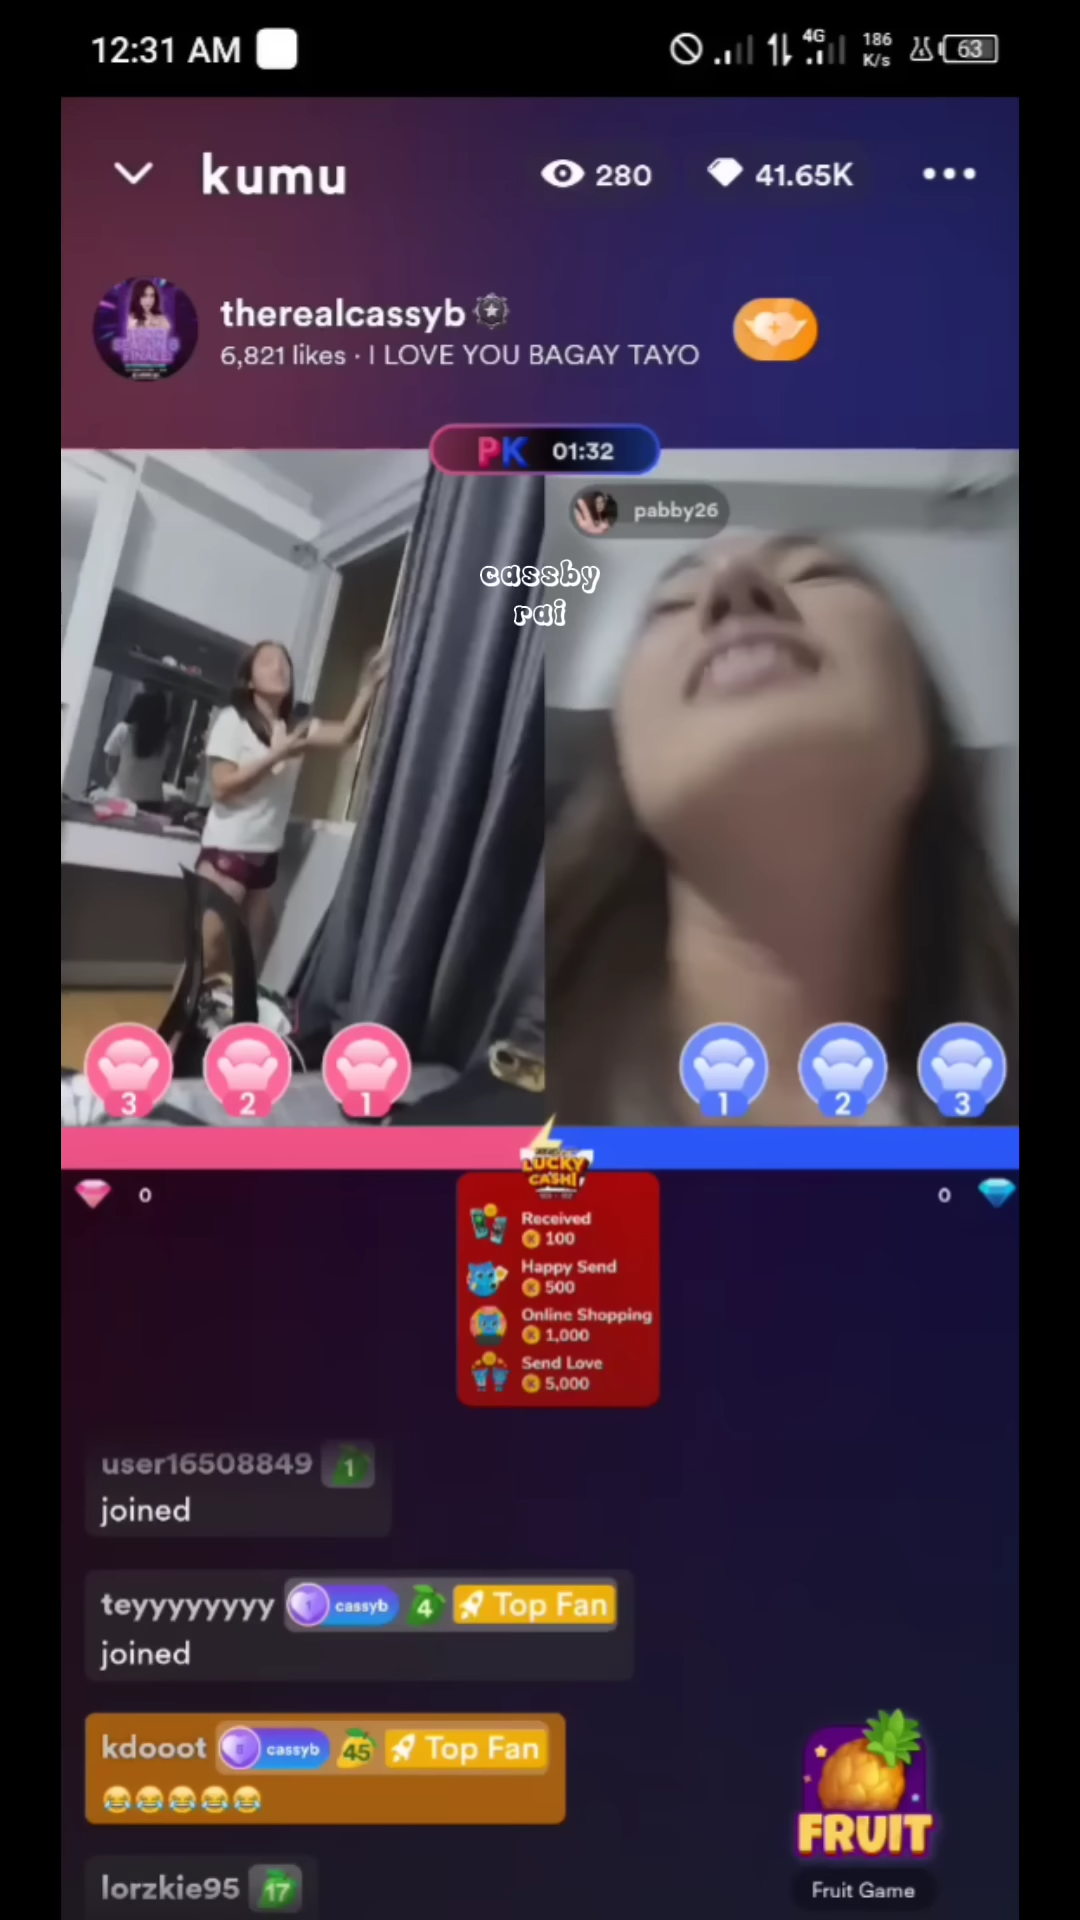 12:31 AM
4G
186
K/s
63
kumu
280
41.65K
therealcassyb
6,821 likes · I LOVE YOU BAGAY TAYO
PK 01:32
pabby26
cassby
rai
3
2
1
1
2
3
LUCKY
CASH!
0
0
Received
100
Happy Send
500
Online Shopping
1,000
Send Love
5,000
user16508849 1
joined
teyyyyyyyy 1 cassyb 4 Top Fan
joined
kdooot cassyb 45 Top Fan
😂😂😂😂😂
lorzkie95 17
FRUIT
Fruit Game